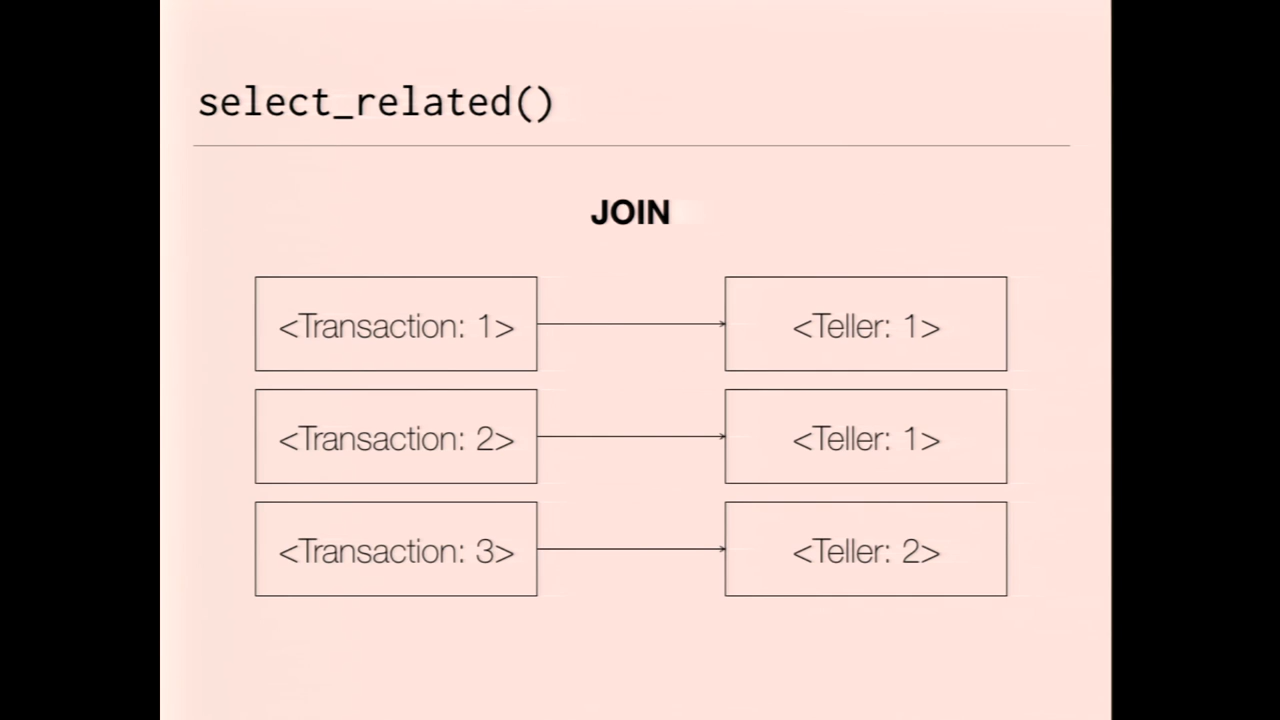 select_related()
JOIN
<Transaction: 1>
<Teller: 1>
<Transaction: 2>
<Teller: 1>
<Transaction: 3>
<Teller: 2>